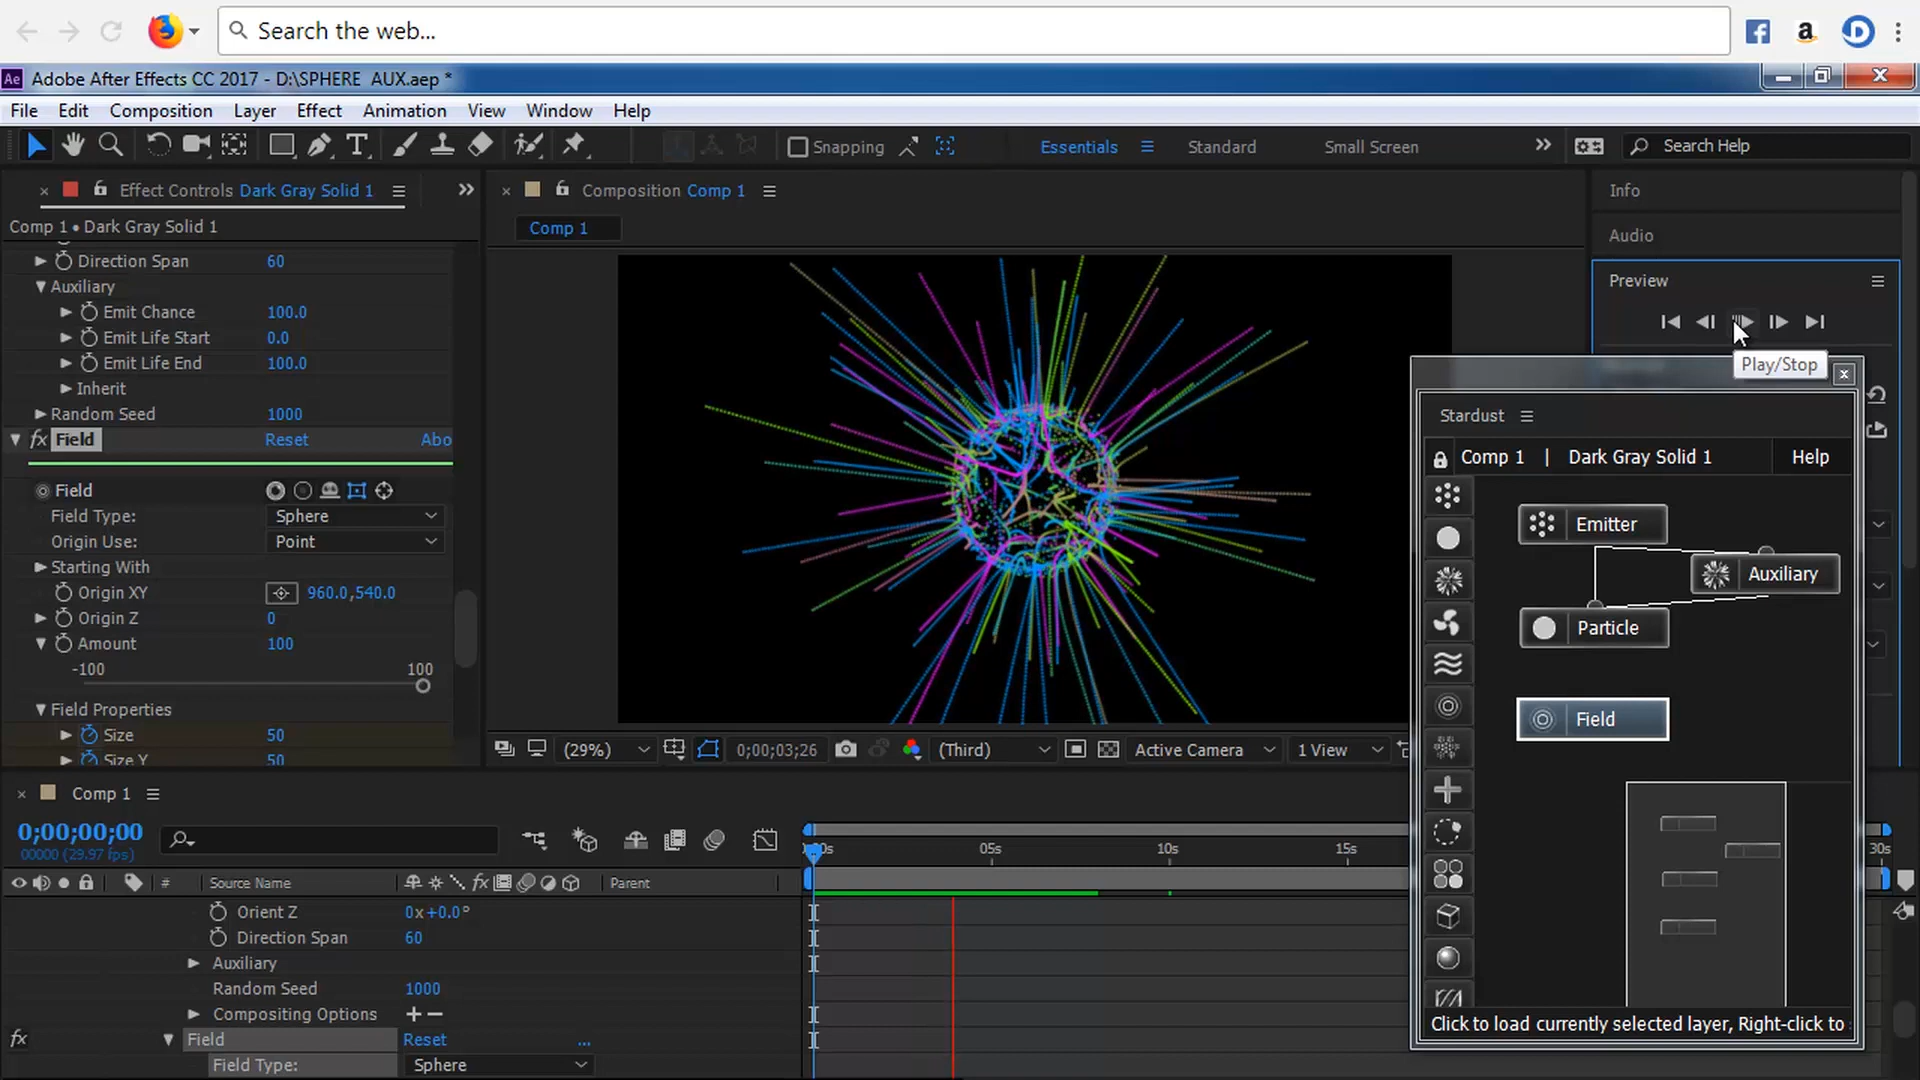 Search the web...
Adobe After Effects CC 2017 - D:\SPHERE AUX.aep *
File Edit Composition Layer Effect Animation View Window Help
Snapping Essentials Standard Small Screen Search Help
Effect Controls Dark Gray Solid 1
Composition Comp 1
Info
Comp 1 • Dark Gray Solid 1
Comp 1
Audio
Direction Span 60
Auxiliary
Preview
Emit Chance 100.0
Emit Life Start 0.0
Emit Life End 100.0
Play/Stop
Inherit
Random Seed 1000
Stardust
fx Field Reset Abo
Comp 1 | Dark Gray Solid 1 Help
Field
Field Type: Sphere
Emitter
Origin Use: Point
Starting With
Auxiliary
Origin XY 960.0,540.0
Origin Z 0
Particle
Amount 100
-100 100
Field Properties
Field
Size 50
Size Y 50
(29%) 0;00;03;26 (Third) Active Camera 1 View
Comp 1
0;00;00;00
00000 (29.97 fps)
05s 10s 15s 30s
# Source Name fx Parent
Orient Z 0x+0.0°
Direction Span 60
Auxiliary
Random Seed 1000
Compositing Options +−
Click to load currently selected layer, Right-click to
fx Field Reset ...
Field Type: Sphere